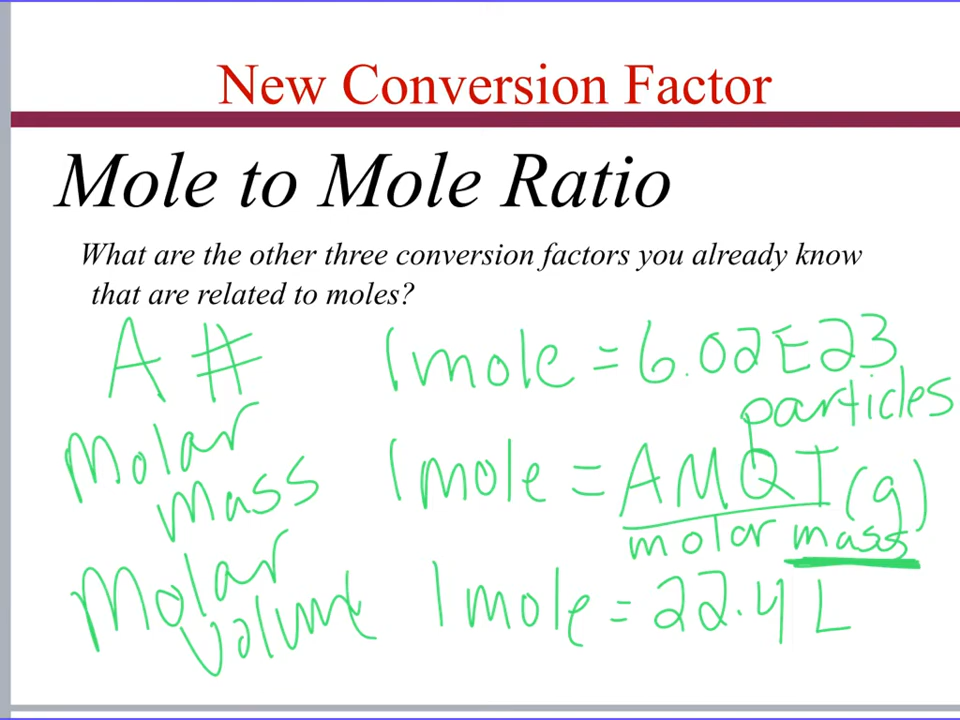 New Conversion Factor
Mole to Mole Ratio
What are the other three conversion factors you already know
that are related to moles?
A # 1 mole = 6.02E23
particles
Molar
mass 1 mole = AMQT (g)
molar mass
Molar
volume 1 mole = 22.4 L